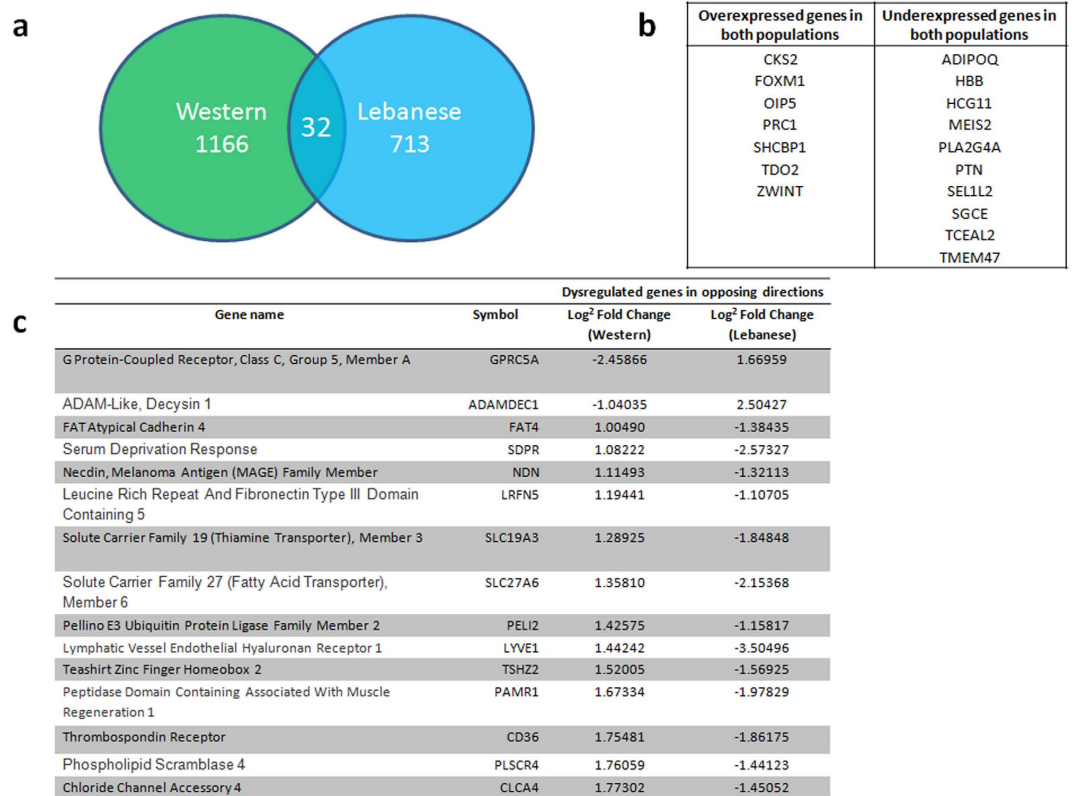 a
Western
1166
32
Lebanese
713
b
Overexpressed genes in both populations
Underexpressed genes in both populations
CKS2
FOXM1
OIP5
PRC1
SHCBP1
TDO2
ZWINT
ADIPOQ
HBB
HCG11
MEIS2
PLA2G4A
PTN
SEL1L2
SGCE
TCEAL2
TMEM47
c
Dysregulated genes in opposing directions
Gene name Symbol Log² Fold Change (Western) Log² Fold Change (Lebanese)
G Protein-Coupled Receptor, Class C, Group 5, Member A GPRC5A -2.45866 1.66959
ADAM-Like, Decysin 1 ADAMDEC1 -1.04035 2.50427
FAT Atypical Cadherin 4 FAT4 1.00490 -1.38435
Serum Deprivation Response SDPR 1.08222 -2.57327
Necdin, Melanoma Antigen (MAGE) Family Member NDN 1.11493 -1.32113
Leucine Rich Repeat And Fibronectin Type III Domain Containing 5 LRFN5 1.19441 -1.10705
Solute Carrier Family 19 (Thiamine Transporter), Member 3 SLC19A3 1.28925 -1.84848
Solute Carrier Family 27 (Fatty Acid Transporter), Member 6 SLC27A6 1.35810 -2.15368
Pellino E3 Ubiquitin Protein Ligase Family Member 2 PELI2 1.42575 -1.15817
Lymphatic Vessel Endothelial Hyaluronan Receptor 1 LYVE1 1.44242 -3.50496
Teashirt Zinc Finger Homeobox 2 TSHZ2 1.52005 -1.56925
Peptidase Domain Containing Associated With Muscle Regeneration 1 PAMR1 1.67334 -1.97829
Thrombospondin Receptor CD36 1.75481 -1.86175
Phospholipid Scramblase 4 PLSCR4 1.76059 -1.44123
Chloride Channel Accessory 4 CLCA4 1.77302 -1.45052